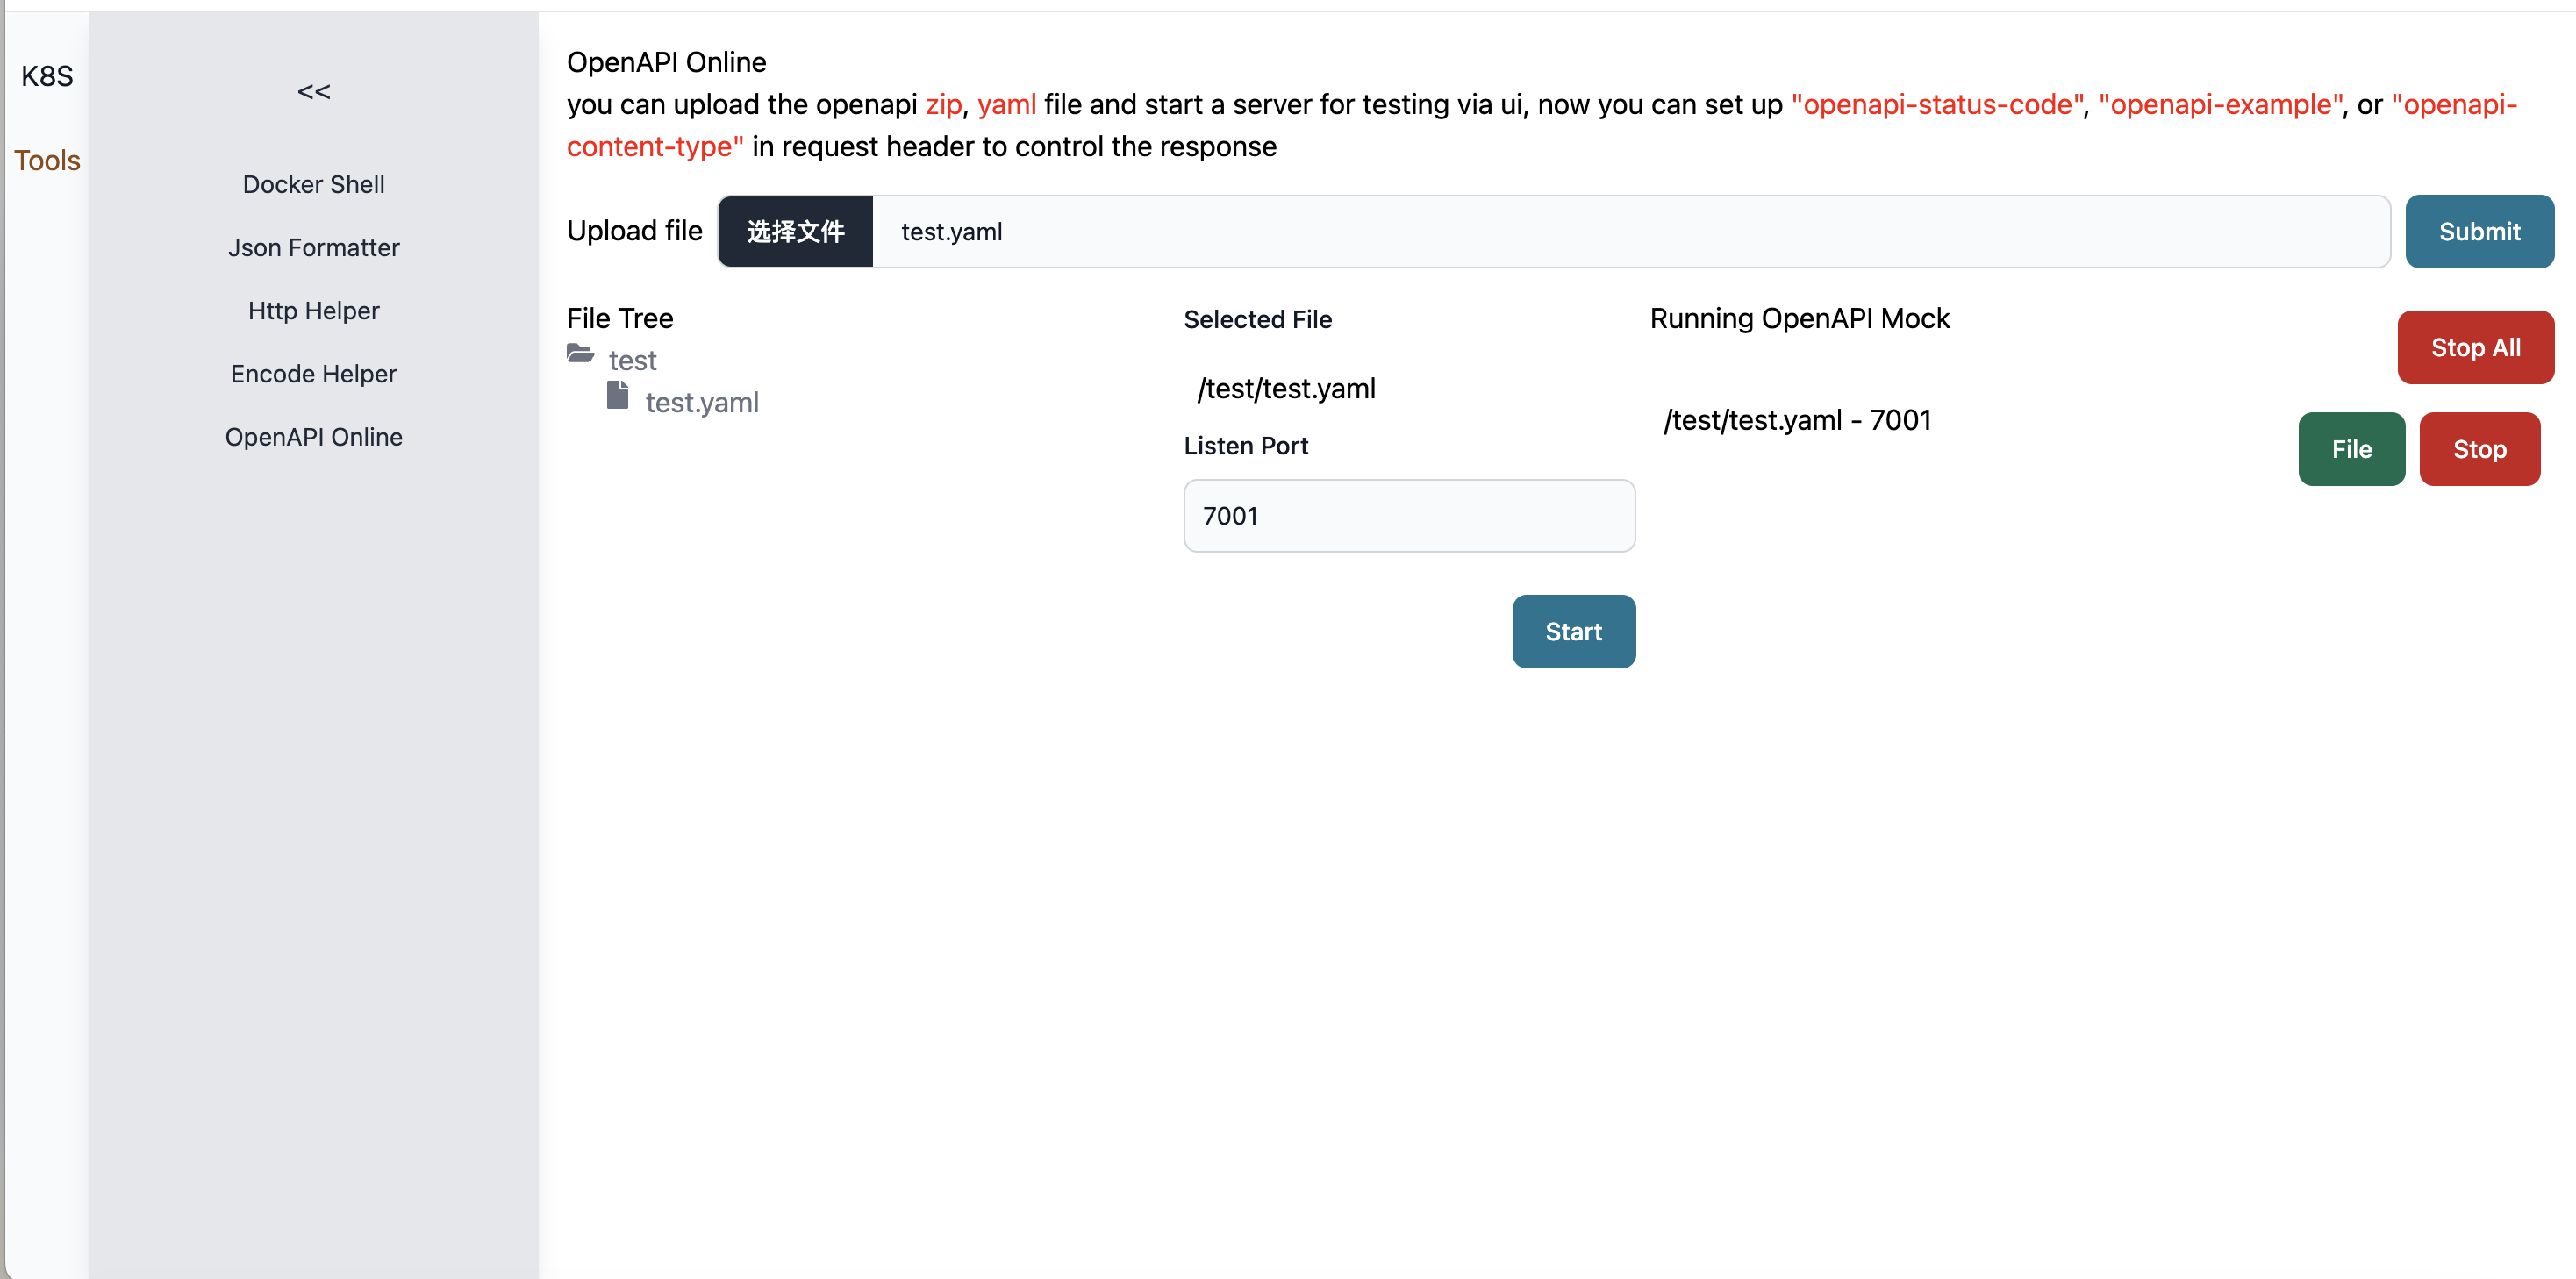 K8S
Tools
<<
Docker Shell
Json Formatter
Http Helper
Encode Helper
OpenAPI Online
OpenAPI Online
you can upload the openapi zip, yaml file and start a server for testing via ui, now you can set up "openapi-status-code", "openapi-example", or "openapi-
content-type" in request header to control the response
Upload file 选择文件 test.yaml Submit
File Tree
test
test.yaml
Selected File
/test/test.yaml
Listen Port
7001
Start
Running OpenAPI Mock
Stop All
/test/test.yaml - 7001
File Stop